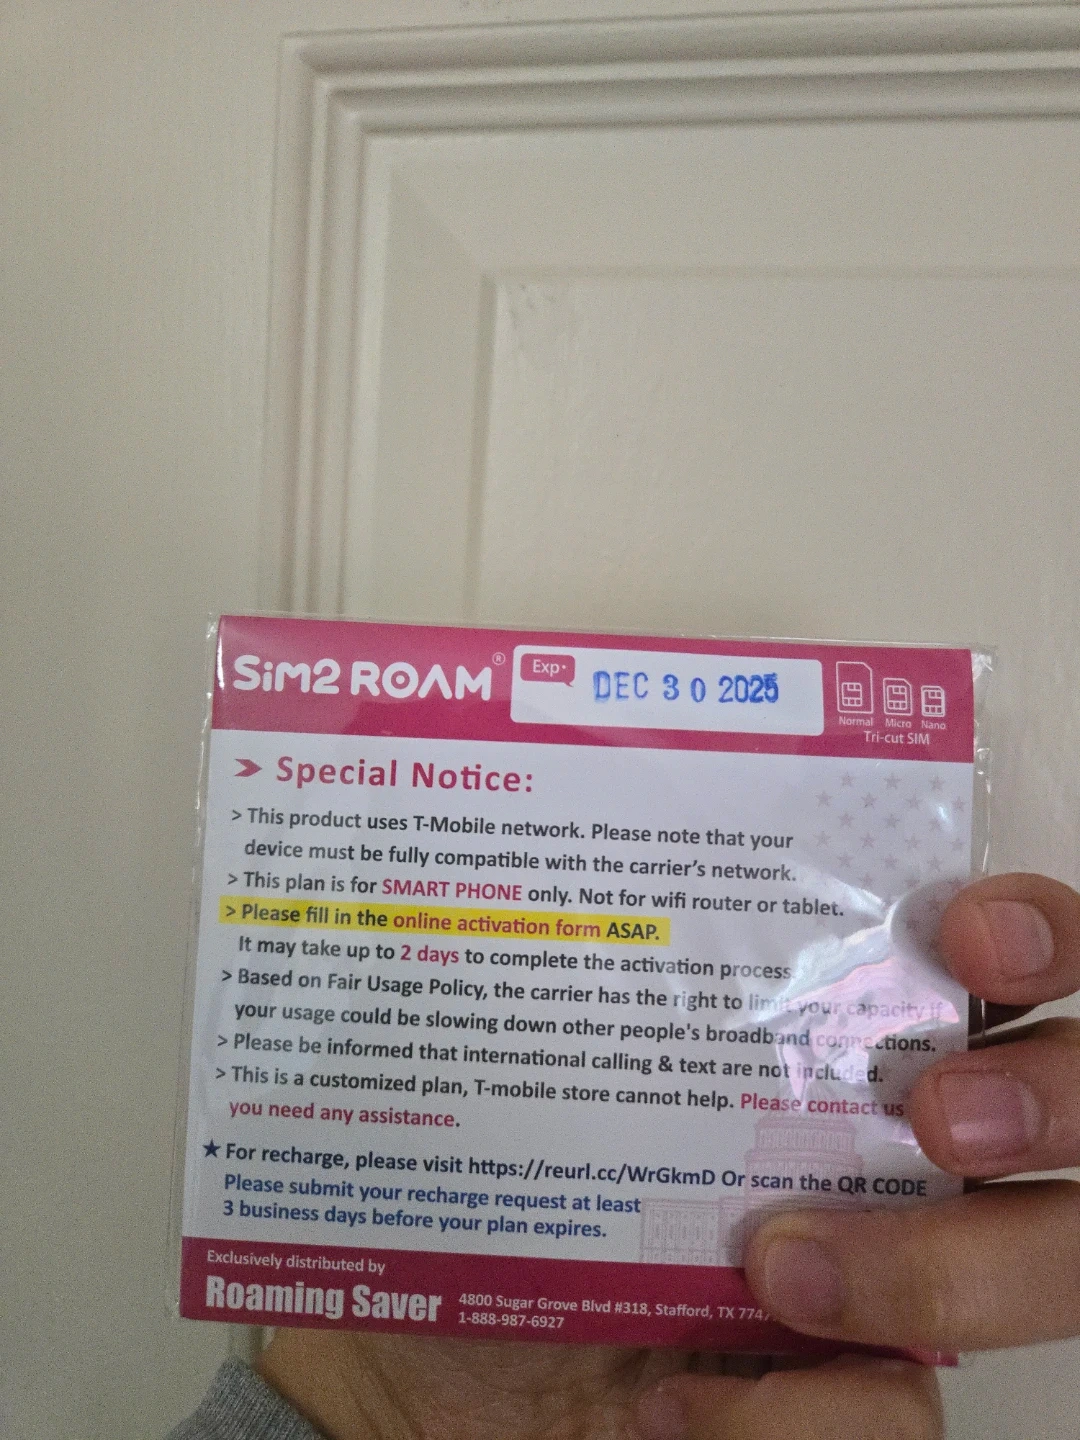 SiM2 ROAM®
Exp·
DEC 30 2025
Normal Micro Nano
Tri-cut SIM
Special Notice:
> This product uses T-Mobile network. Please note that your
device must be fully compatible with the carrier's network.
> This plan is for SMART PHONE only. Not for wifi router or tablet.
> Please fill in the online activation form ASAP.
It may take up to 2 days to complete the activation process.
> Based on Fair Usage Policy, the carrier has the right to limit your capacity if
your usage could be slowing down other people's broadband connections.
> Please be informed that international calling & text are not included.
> This is a customized plan, T-mobile store cannot help. Please contact us
you need any assistance.
★ For recharge, please visit https://reurl.cc/WrGkmD Or scan the QR CODE
Please submit your recharge request at least
3 business days before your plan expires.
Exclusively distributed by
Roaming Saver
4800 Sugar Grove Blvd #318, Stafford, TX
1-888-987-6927